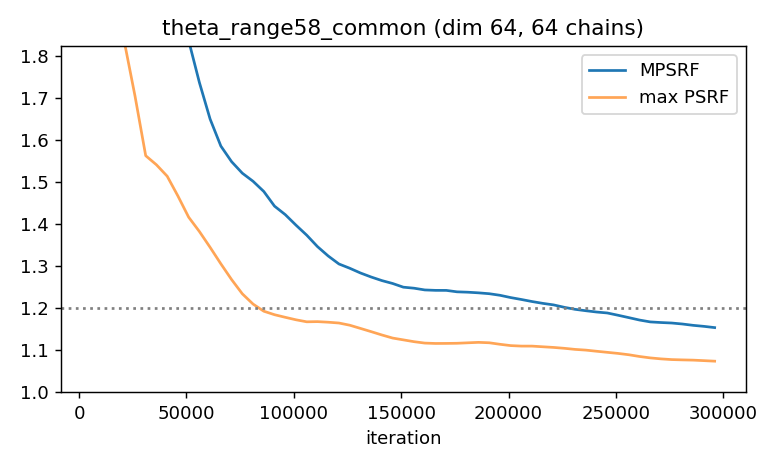 theta_range58_common (dim 64, 64 chains)
MPSRF
max PSRF
1.8
1.7
1.6
1.5
1.4
1.3
1.2
1.1
1.0
0 50000 100000 150000 200000 250000 300000
iteration